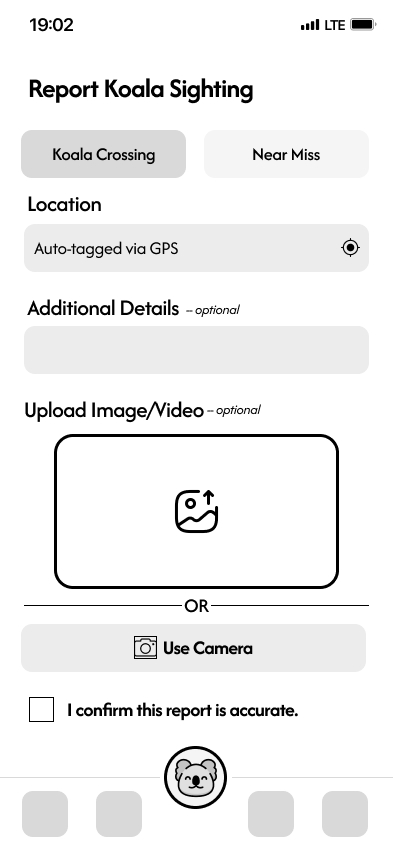 19:02 LTE
Report Koala Sighting
Koala Crossing Near Miss
Location
Auto-tagged via GPS
Additional Details – optional
Upload Image/Video – optional
OR
Use Camera
I confirm this report is accurate.